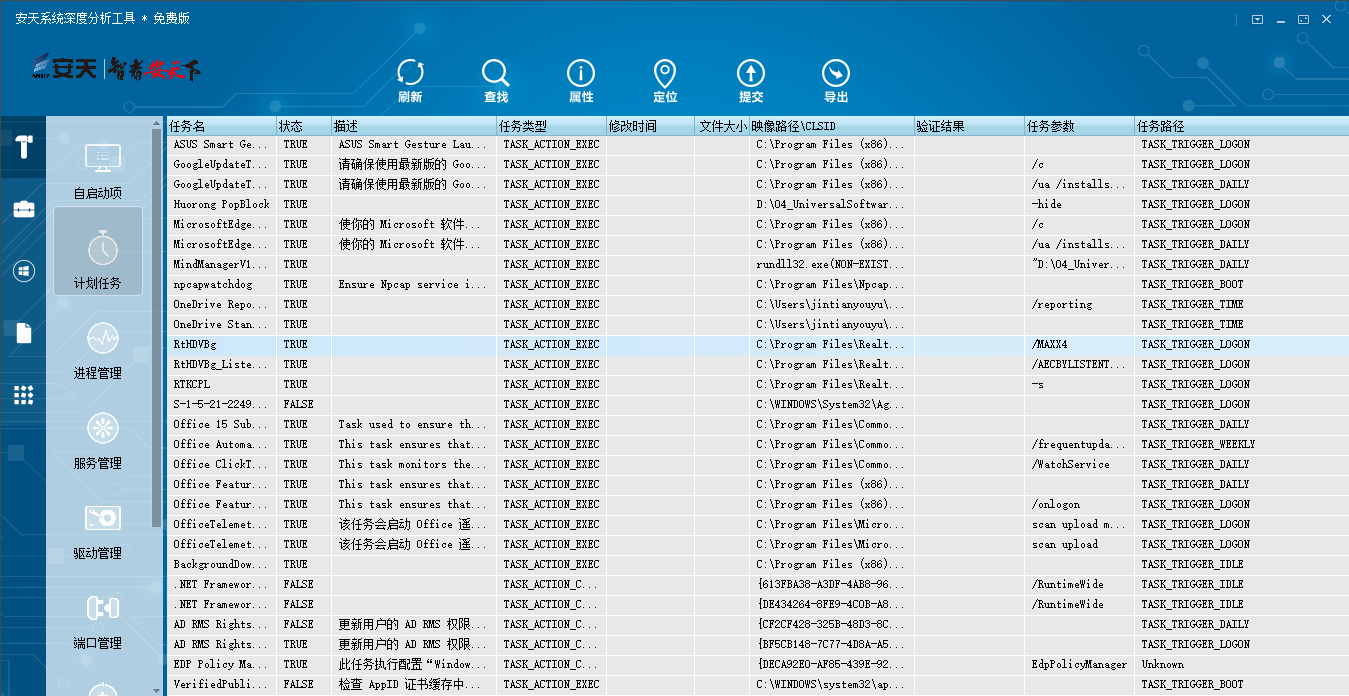 安天系统深度分析工具 * 免费版
ANTIY 安天 智者安天下
刷新 查找 属性 定位 提交 导出
自启动项
计划任务
进程管理
服务管理
驱动管理
端口管理
任务名 状态 描述 任务类型 修改时间 文件大小 映像路径\CLSID 验证结果 任务参数 任务路径
ASUS Smart Ge... TRUE ASUS Smart Gesture Lau... TASK_ACTION_EXEC C:\Program Files (x86)... TASK_TRIGGER_LOGON
GoogleUpdateT... TRUE 请确保使用最新版的 Goo... TASK_ACTION_EXEC C:\Program Files (x86)... /c TASK_TRIGGER_LOGON
GoogleUpdateT... TRUE 请确保使用最新版的 Goo... TASK_ACTION_EXEC C:\Program Files (x86)... /ua /installs... TASK_TRIGGER_DAILY
Huorong PopBlock TRUE TASK_ACTION_EXEC D:\04_UniversalSoftwar... -hide TASK_TRIGGER_LOGON
MicrosoftEdge... TRUE 使你的 Microsoft 软件... TASK_ACTION_EXEC C:\Program Files (x86)... /c TASK_TRIGGER_LOGON
MicrosoftEdge... TRUE 使你的 Microsoft 软件... TASK_ACTION_EXEC C:\Program Files (x86)... /ua /installs... TASK_TRIGGER_DAILY
MindManagerV1... TRUE TASK_ACTION_EXEC rundll32.exe(NON-EXIST... "D:\04_Univer... TASK_TRIGGER_DAILY
npcapwatchdog TRUE Ensure Npcap service i... TASK_ACTION_EXEC C:\Program Files\Npcap... TASK_TRIGGER_BOOT
OneDrive Repo... TRUE TASK_ACTION_EXEC C:\Users\jintianyouyu\... /reporting TASK_TRIGGER_TIME
OneDrive Stan... TRUE TASK_ACTION_EXEC C:\Users\jintianyouyu\... TASK_TRIGGER_TIME
RtHDVBg TRUE TASK_ACTION_EXEC C:\Program Files\Realt... /MAXX4 TASK_TRIGGER_LOGON
RtHDVBg_Liste... TRUE TASK_ACTION_EXEC C:\Program Files\Realt... /AECBYLISTENT... TASK_TRIGGER_LOGON
RTKCPL TRUE TASK_ACTION_EXEC C:\Program Files\Realt... -s TASK_TRIGGER_LOGON
S-1-5-21-2249... FALSE TASK_ACTION_EXEC C:\WINDOWS\System32\Ag... TASK_TRIGGER_LOGON
Office 15 Sub... TRUE Task used to ensure th... TASK_ACTION_EXEC C:\Program Files\Commo... TASK_TRIGGER_DAILY
Office Automa... TRUE This task ensures that... TASK_ACTION_EXEC C:\Program Files\Commo... /frequentupda... TASK_TRIGGER_WEEKLY
Office ClickT... TRUE This task monitors the... TASK_ACTION_EXEC C:\Program Files\Commo... /WatchService TASK_TRIGGER_DAILY
Office Featur... TRUE This task ensures that... TASK_ACTION_EXEC C:\Program Files (x86)... TASK_TRIGGER_DAILY
Office Featur... TRUE This task ensures that... TASK_ACTION_EXEC C:\Program Files (x86)... /onlogon TASK_TRIGGER_LOGON
OfficeTelemet... TRUE 该任务会启动 Office 遥... TASK_ACTION_EXEC C:\Program Files\Micro... scan upload m... TASK_TRIGGER_LOGON
OfficeTelemet... TRUE 该任务会启动 Office 遥... TASK_ACTION_EXEC C:\Program Files\Micro... scan upload TASK_TRIGGER_LOGON
BackgroundDow... TRUE TASK_ACTION_EXEC C:\Program Files (x86)... TASK_TRIGGER_IDLE
.NET Framewor... FALSE TASK_ACTION_C... {613FBA38-A3DF-4AB8-96... /RuntimeWide TASK_TRIGGER_IDLE
.NET Framewor... FALSE TASK_ACTION_C... {DE434264-8FE9-4C0B-A8... /RuntimeWide TASK_TRIGGER_IDLE
AD RMS Rights... FALSE 更新用户的 AD RMS 权限... TASK_ACTION_C... {CF2CF428-325B-48D3-8C... TASK_TRIGGER_DAILY
AD RMS Rights... TRUE 更新用户的 AD RMS 权限... TASK_ACTION_C... {BF5CB148-7C77-4D8A-A5... TASK_TRIGGER_LOGON
EDP Policy Ma... TRUE 此任务执行配置“Window... TASK_ACTION_C... {DECA92E0-AF85-439E-92... EdpPolicyManager Unknown
VerifiedPubli... FALSE 检查 AppID 证书缓存中... TASK_ACTION_EXEC C:\WINDOWS\system32\ap... TASK_TRIGGER_BOOT